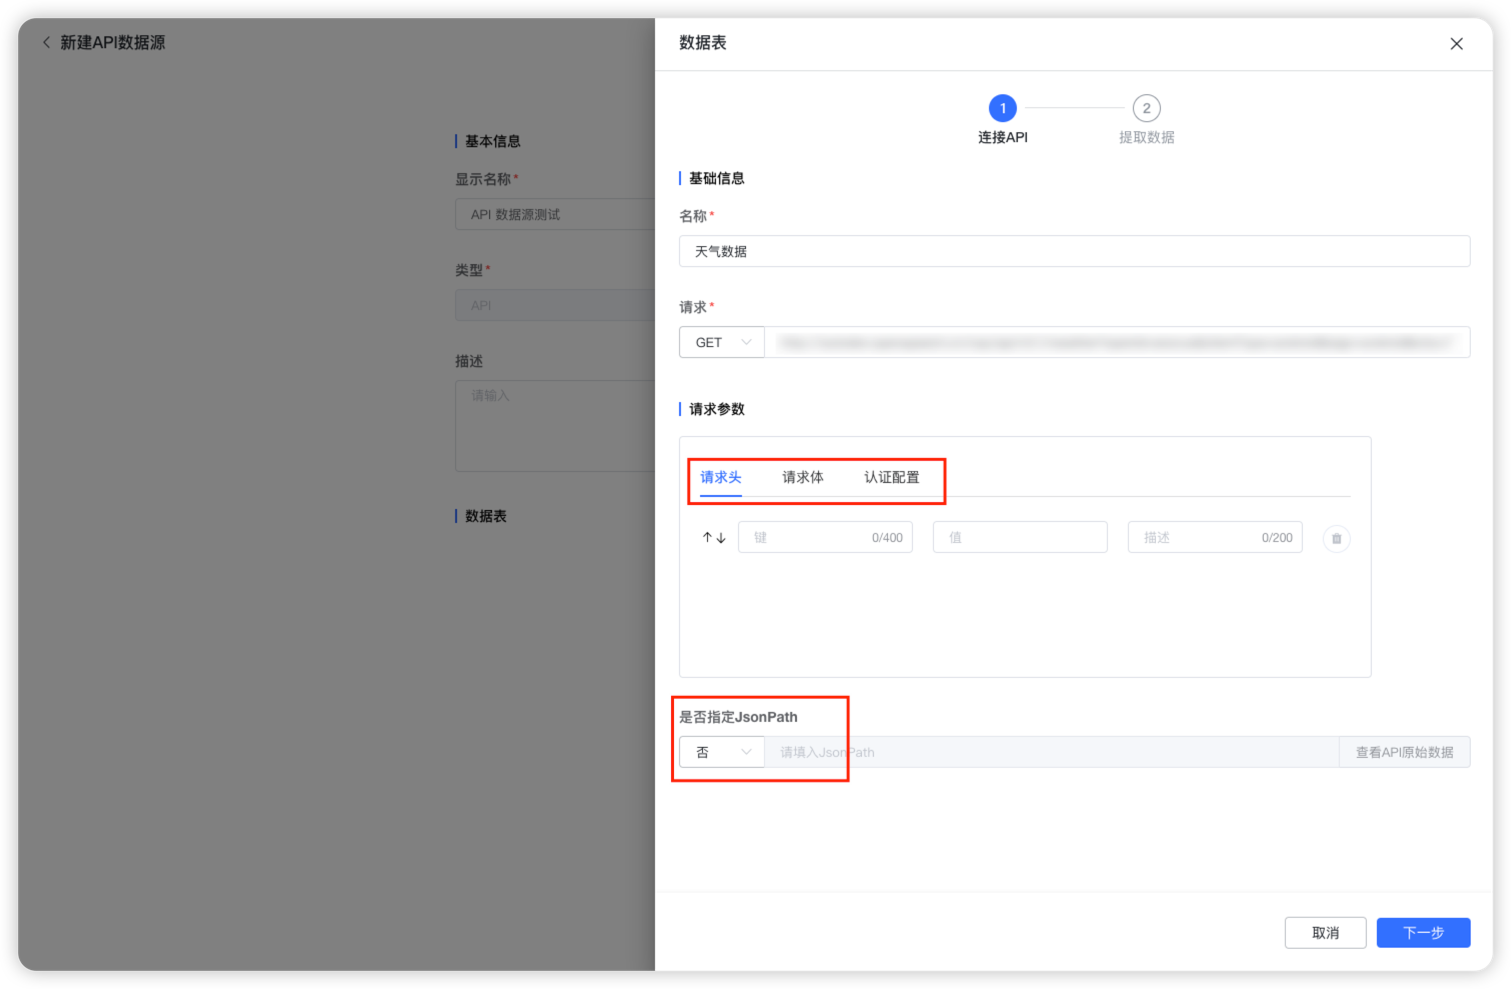 新建API数据源
基本信息
显示名称*
API 数据源测试
类型*
API
描述
请输入
数据表
数据表
1
2
连接API
提取数据
基础信息
名称*
天气数据
请求*
GET
请求参数
请求头 请求体 认证配置
键 0/400 值 描述 0/200
是否指定JsonPath
否 请填入JsonPath 查看API原始数据
取消 下一步